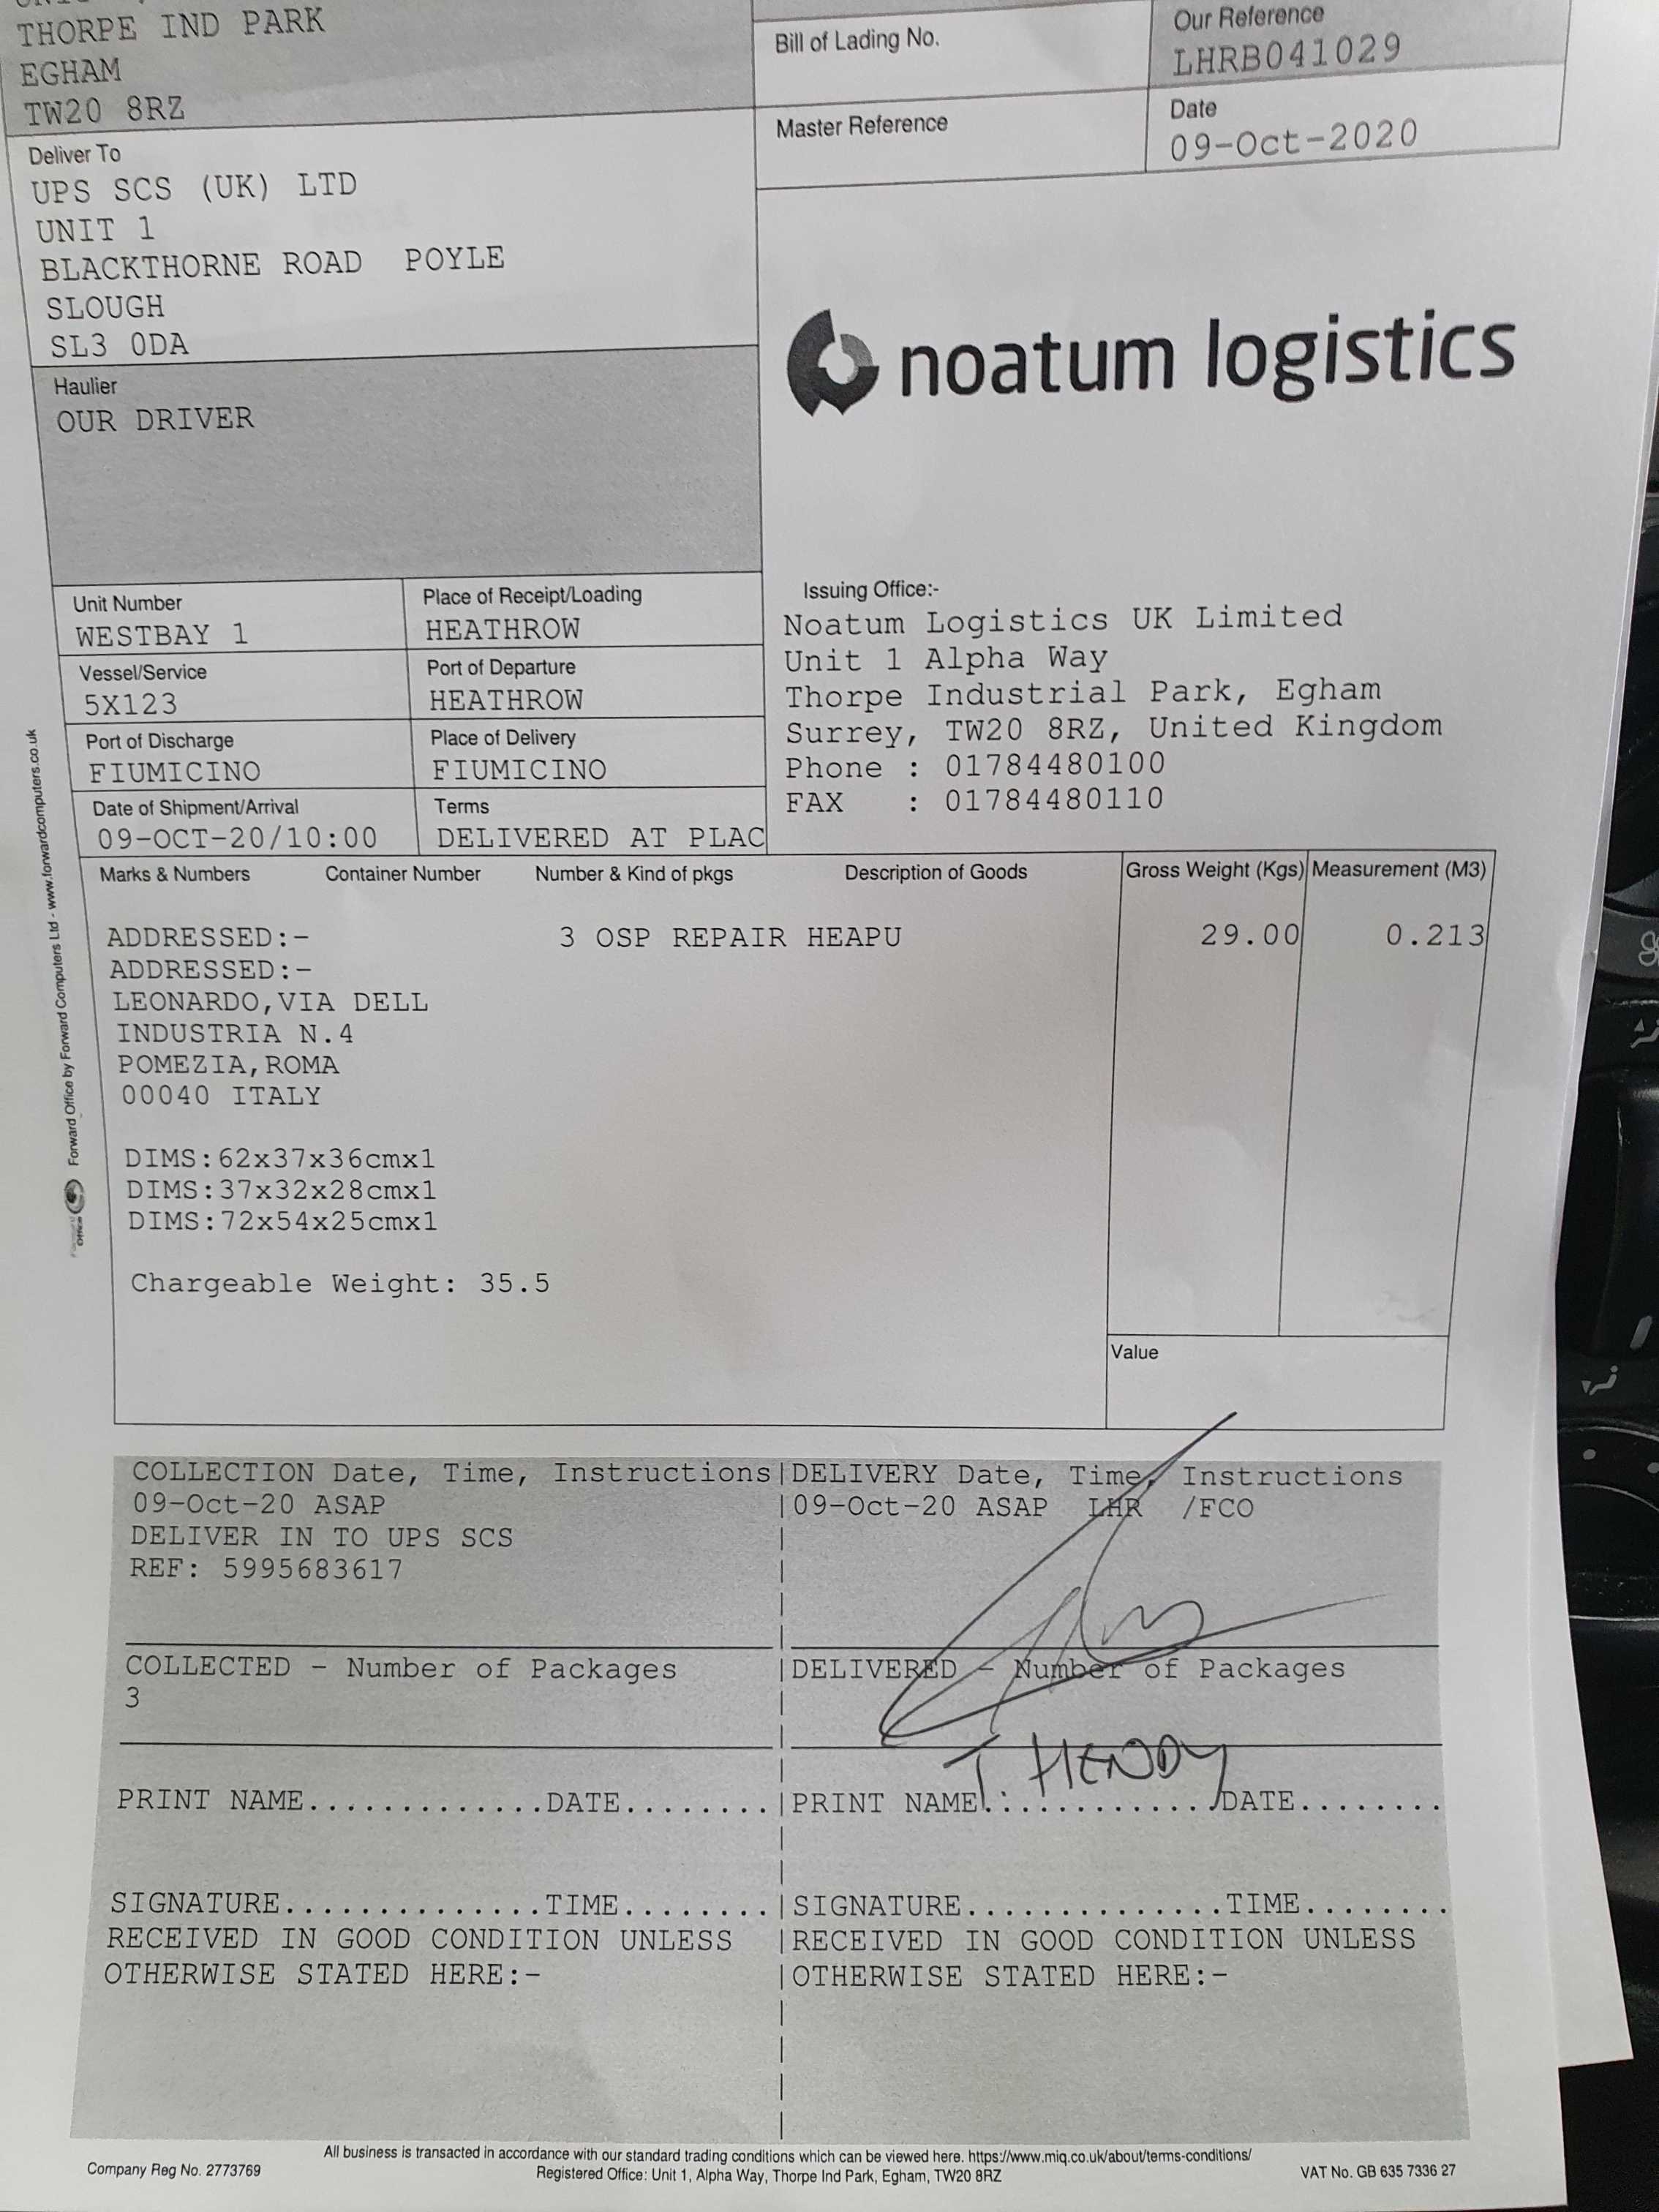 THORPE IND PARK
EGHAM
TW20 8RZ
Bill of Lading No.
Our Reference
LHRB041029
Master Reference
Date
09-Oct-2020
Deliver To
UPS SCS (UK) LTD
UNIT 1
BLACKTHORNE ROAD POYLE
SLOUGH
SL3 0DA
Haulier
OUR DRIVER
noatum logistics
Unit Number
WESTBAY 1
Place of Receipt/Loading
HEATHROW
Vessel/Service
5X123
Port of Departure
HEATHROW
Port of Discharge
FIUMICINO
Place of Delivery
FIUMICINO
Date of Shipment/Arrival
09-OCT-20/10:00
Terms
DELIVERED AT PLAC
Issuing Office:-
Noatum Logistics UK Limited
Unit 1 Alpha Way
Thorpe Industrial Park, Egham
Surrey, TW20 8RZ, United Kingdom
Phone : 01784480100
FAX : 01784480110
Marks & Numbers Container Number Number & Kind of pkgs Description of Goods Gross Weight (Kgs) Measurement (M3)
ADDRESSED:- 3 OSP REPAIR HEAPU 29.00 0.213
ADDRESSED:-
LEONARDO,VIA DELL
INDUSTRIA N.4
POMEZIA,ROMA
00040 ITALY
DIMS:62x37x36cmx1
DIMS:37x32x28cmx1
DIMS:72x54x25cmx1
Chargeable Weight: 35.5
Value
Forward Office by Forward Computers Ltd - www.forwardcomputers.co.uk
COLLECTION Date, Time, Instructions
09-Oct-20 ASAP
DELIVER IN TO UPS SCS
REF: 5995683617
COLLECTED - Number of Packages
3
PRINT NAME.............DATE........
SIGNATURE..............TIME........
RECEIVED IN GOOD CONDITION UNLESS
OTHERWISE STATED HERE:-
DELIVERY Date, Time, Instructions
09-Oct-20 ASAP LHR /FCO
DELIVERED - Number of Packages
T. HENDY
PRINT NAME.............DATE........
SIGNATURE..............TIME........
RECEIVED IN GOOD CONDITION UNLESS
OTHERWISE STATED HERE:-
All business is transacted in accordance with our standard trading conditions which can be viewed here. https://www.miq.co.uk/about/terms-conditions/
Company Reg No. 2773769
Registered Office: Unit 1, Alpha Way, Thorpe Ind Park, Egham, TW20 8RZ
VAT No. GB 635 7336 27